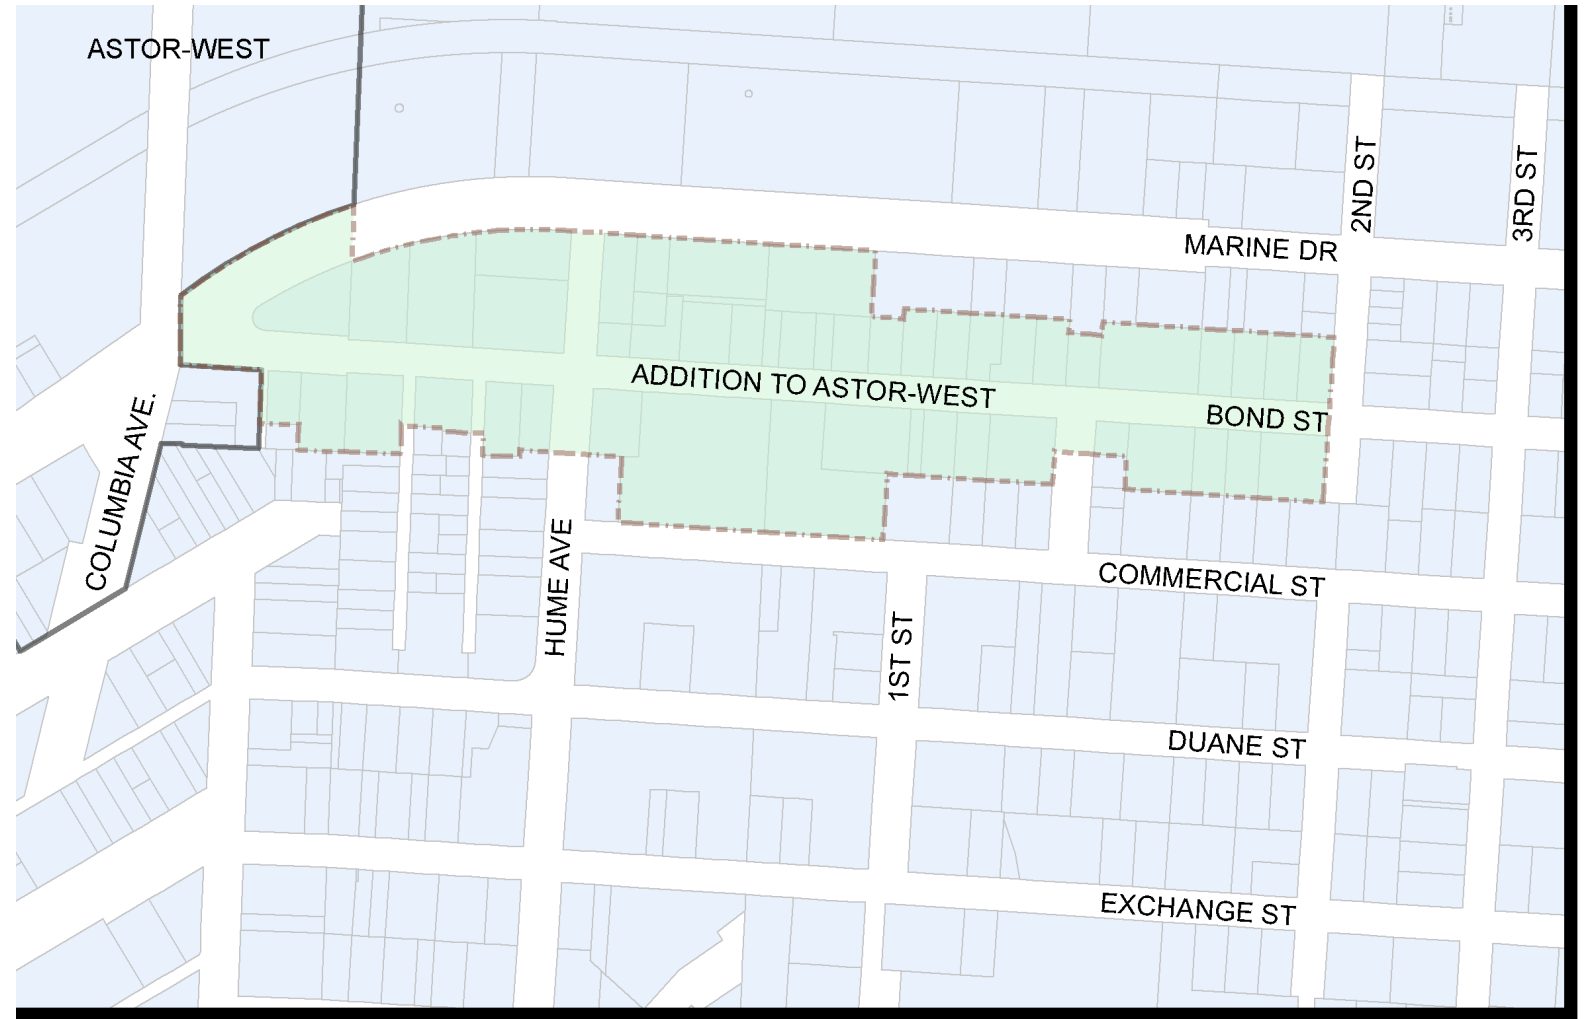 ASTOR-WEST
2ND ST
3RD ST
MARINE DR
ADDITION TO ASTOR-WEST
BOND ST
COLUMBIA AVE.
HUME AVE
COMMERCIAL ST
1ST ST
DUANE ST
EXCHANGE ST